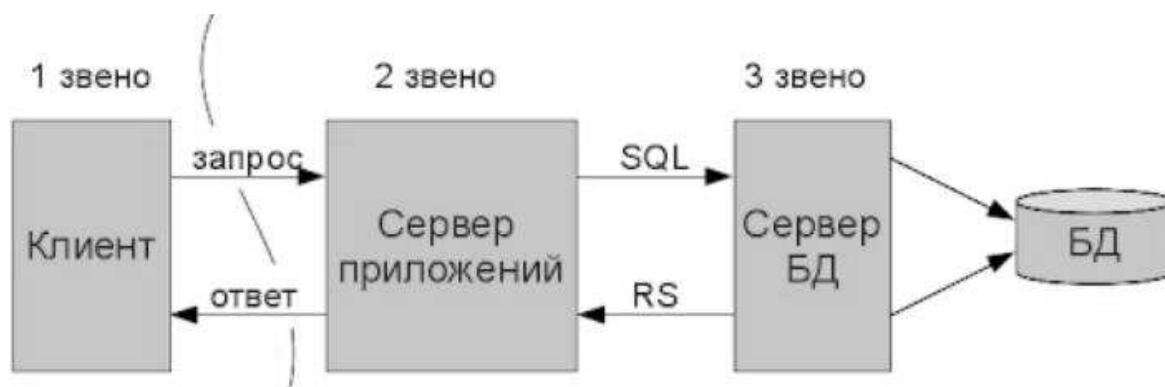 1 звено
2 звено
3 звено
запрос
SQL
Клиент
Сервер
приложений
Сервер
БД
БД
ответ
RS